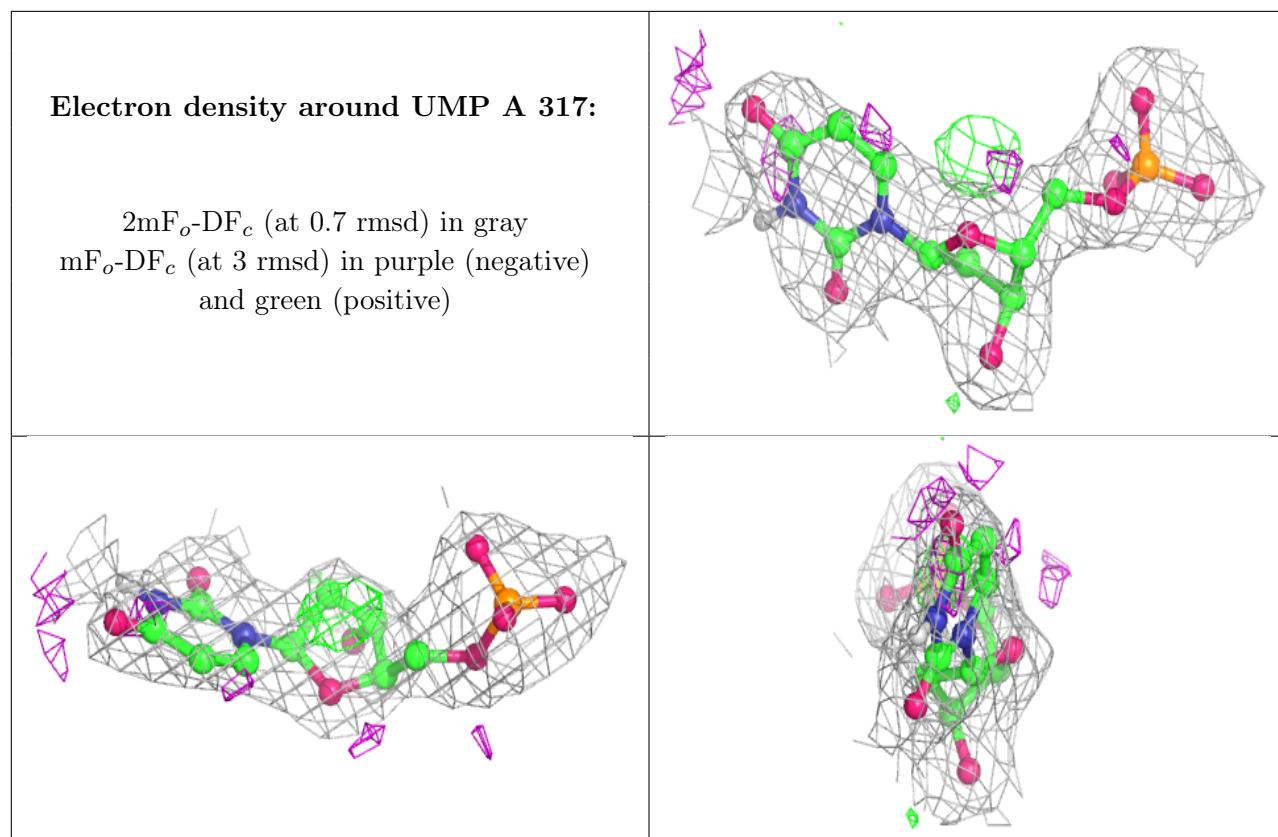 Electron density around UMP A 317:
2mFo-DFc (at 0.7 rmsd) in gray
mFo-DFc (at 3 rmsd) in purple (negative)
and green (positive)